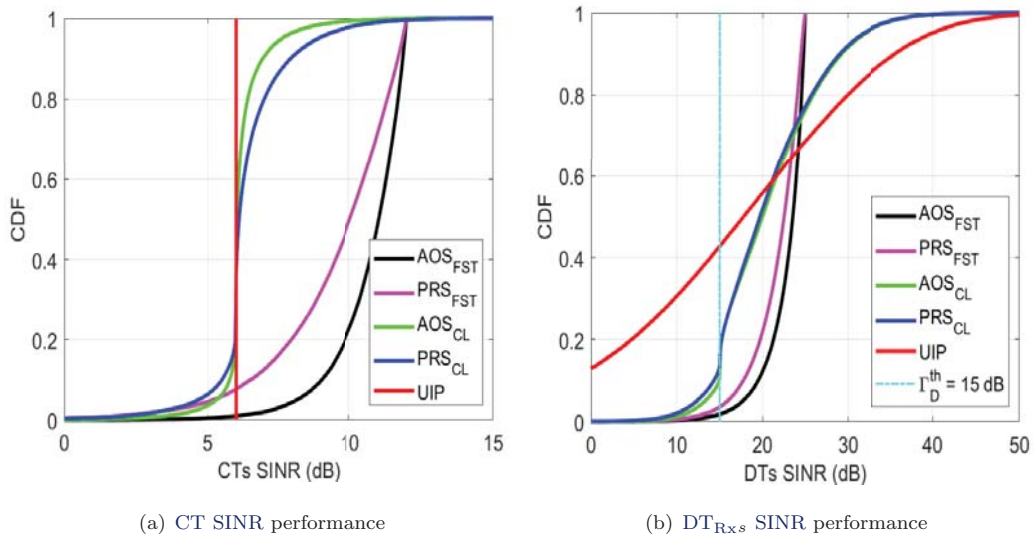 1
0.8
0.6
0.4
0.2
0
CDF
0 5 10 15
CTs SINR (dB)
AOS_FST
PRS_FST
AOS_CL
PRS_CL
UIP
(a) CT SINR performance
1
0.8
0.6
0.4
0.2
0
CDF
0 10 20 30 40 50
DTs SINR (dB)
AOS_FST
PRS_FST
AOS_CL
PRS_CL
UIP
Γ_D^th = 15 dB
(b) DT_Rxs SINR performance